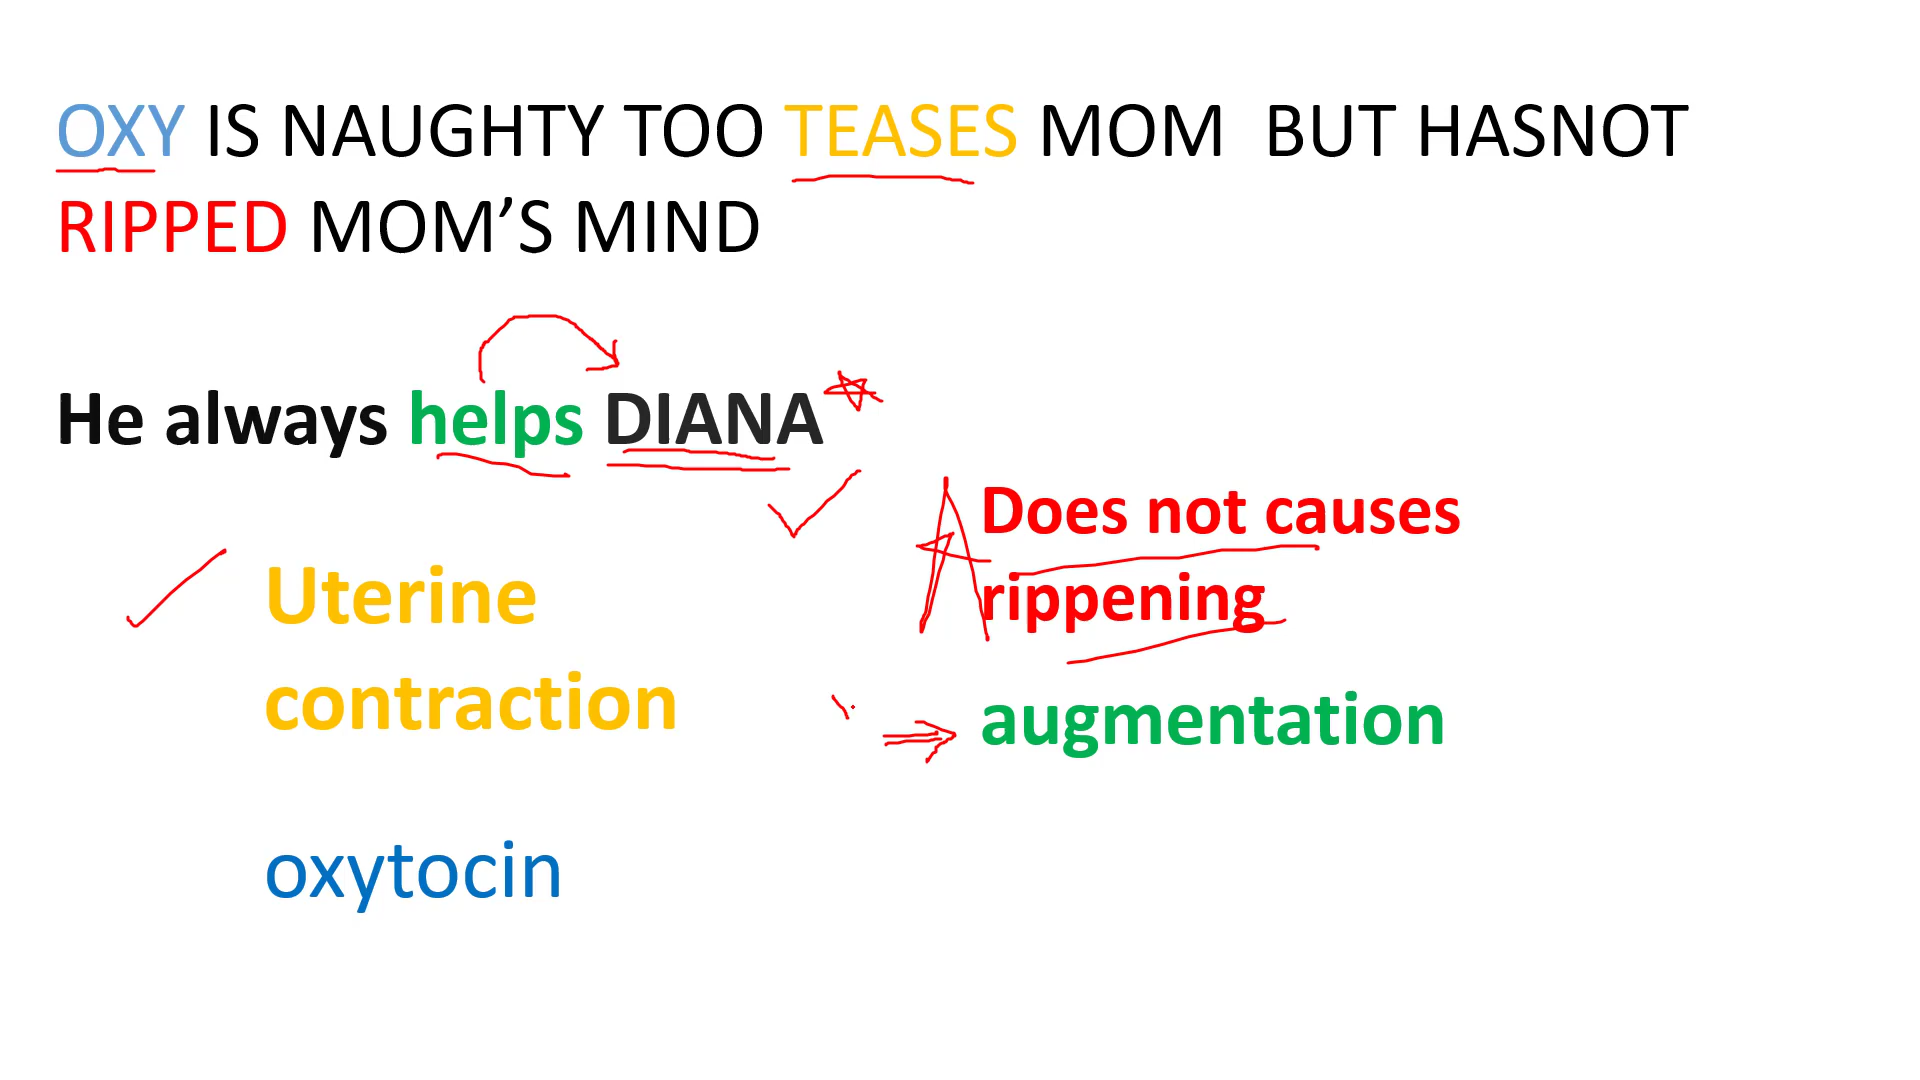 OXY IS NAUGHTY TOO TEASES MOM BUT HASNOT
RIPPED MOM’S MIND
He always helps DIANA
Does not causes
rippening
Uterine
contraction
augmentation
oxytocin